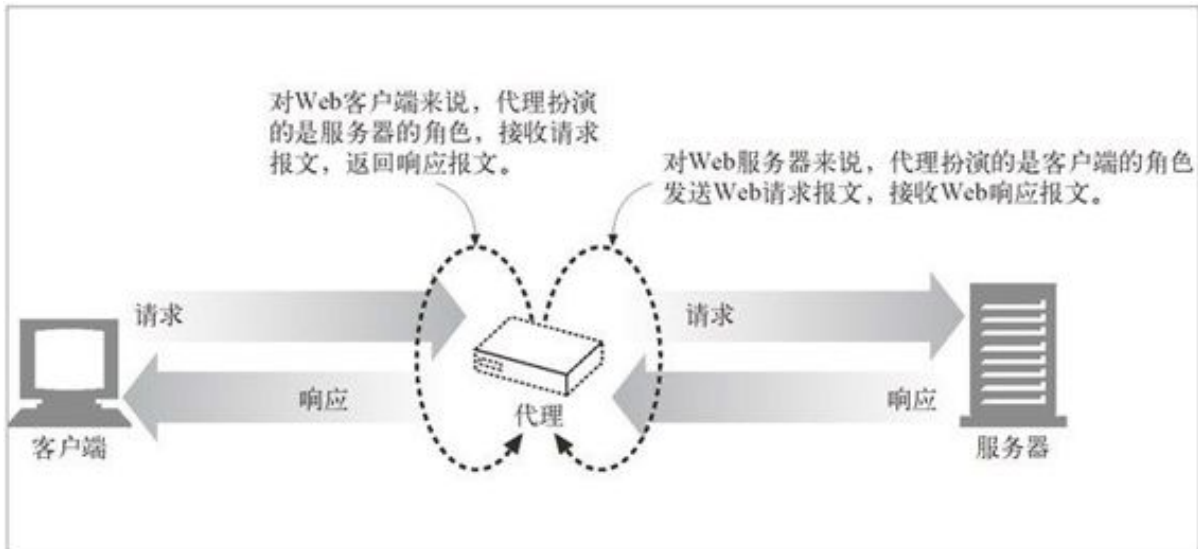 对Web客户端来说，代理扮演
的是服务器的角色，接收请求
报文，返回响应报文。
对Web服务器来说，代理扮演的是客户端的角色
发送Web请求报文，接收Web响应报文。
请求
请求
响应
响应
代理
客户端
服务器